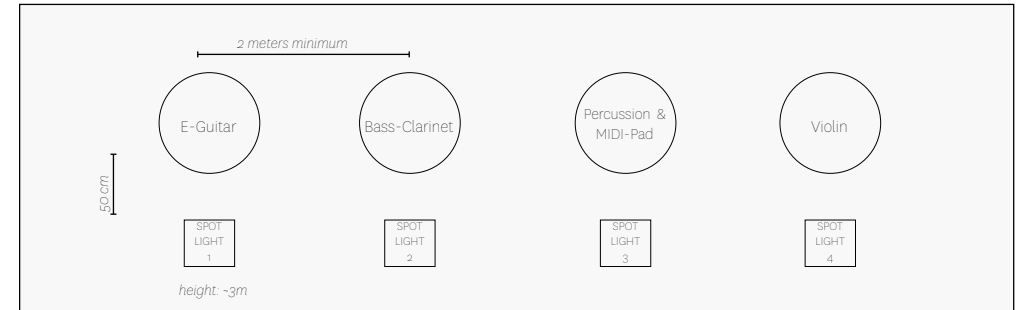 2 meters minimum
E-Guitar
Bass-Clarinet
Percussion &
MIDI-Pad
Violin
50 cm
SPOT
LIGHT
1
SPOT
LIGHT
2
SPOT
LIGHT
3
SPOT
LIGHT
4
height: ~3m